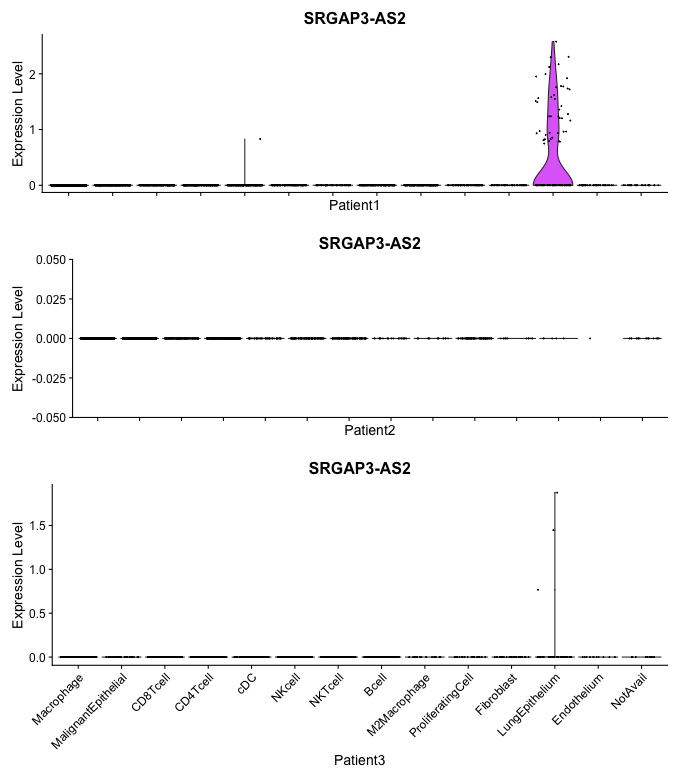 SRGAP3-AS2
Expression Level
2
1
0
Patient1
SRGAP3-AS2
Expression Level
0.050
0.025
0.000
-0.025
-0.050
Patient2
SRGAP3-AS2
Expression Level
1.5
1.0
0.5
0.0
Macrophage
MalignantEpithelial
CD8Tcell
CD4Tcell
cDC
NKcell
NKTcell
Bcell
M2Macrophage
ProliferatingCell
Fibroblast
LungEpithelium
Endothelium
NotAvail
Patient3